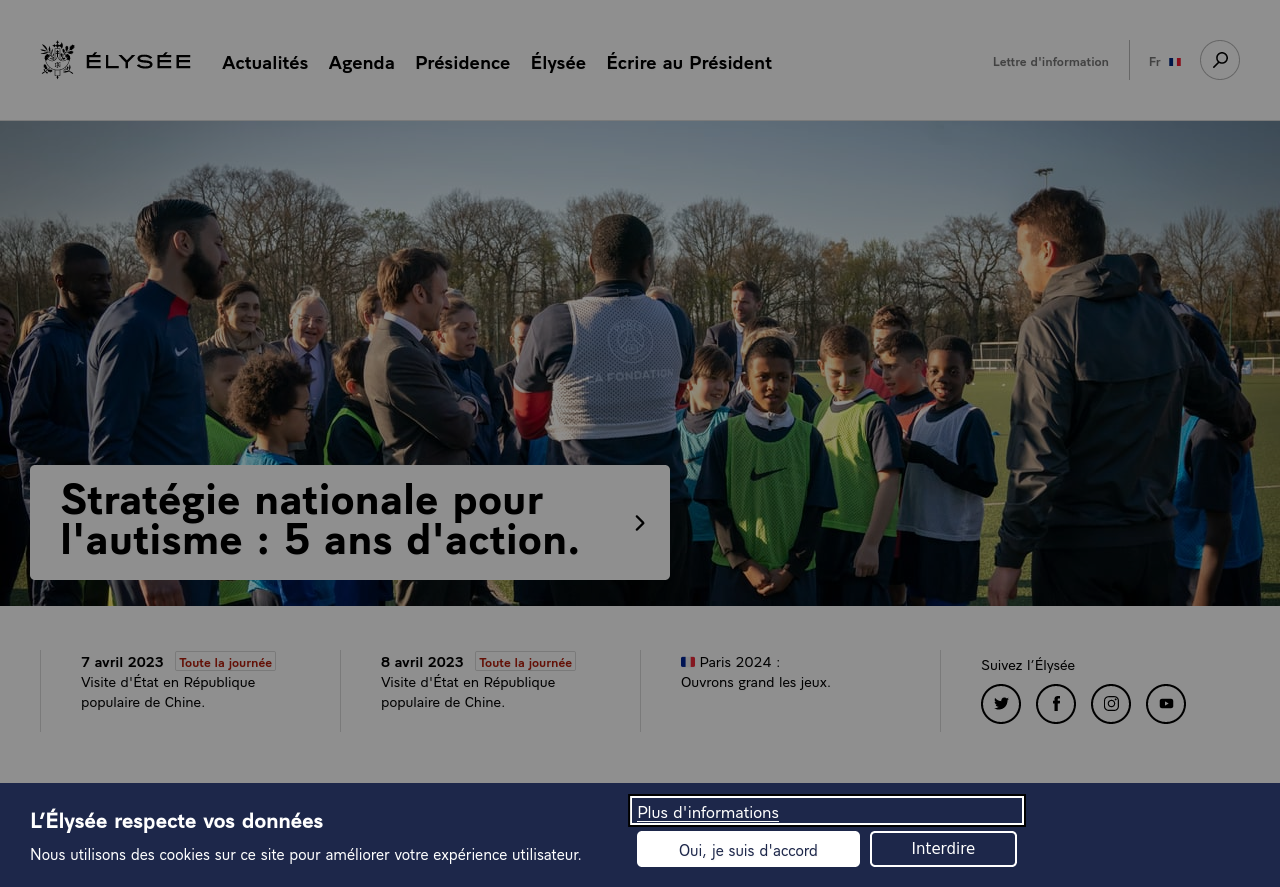 ÉLYSÉE
Actualités Agenda Présidence Élysée Écrire au Président
Lettre d'information
Fr
LA FONDATION
Stratégie nationale pour
l'autisme : 5 ans d'action.
7 avril 2023 Toute la journée
Visite d'État en République
populaire de Chine.
8 avril 2023 Toute la journée
Visite d'État en République
populaire de Chine.
Paris 2024 :
Ouvrons grand les jeux.
Suivez l’Élysée
L’Élysée respecte vos données
Nous utilisons des cookies sur ce site pour améliorer votre expérience utilisateur.
Plus d'informations
Oui, je suis d'accord
Interdire